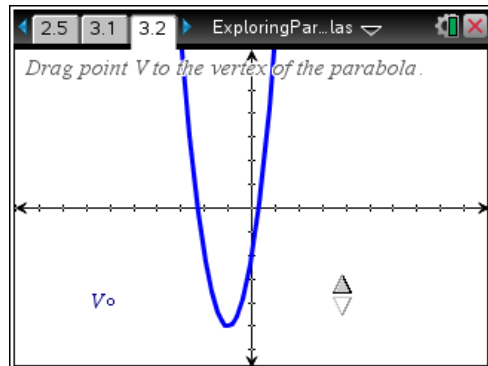 2.5 3.1 3.2 ExploringPar...las
Drag point V to the vertex of the parabola.
V